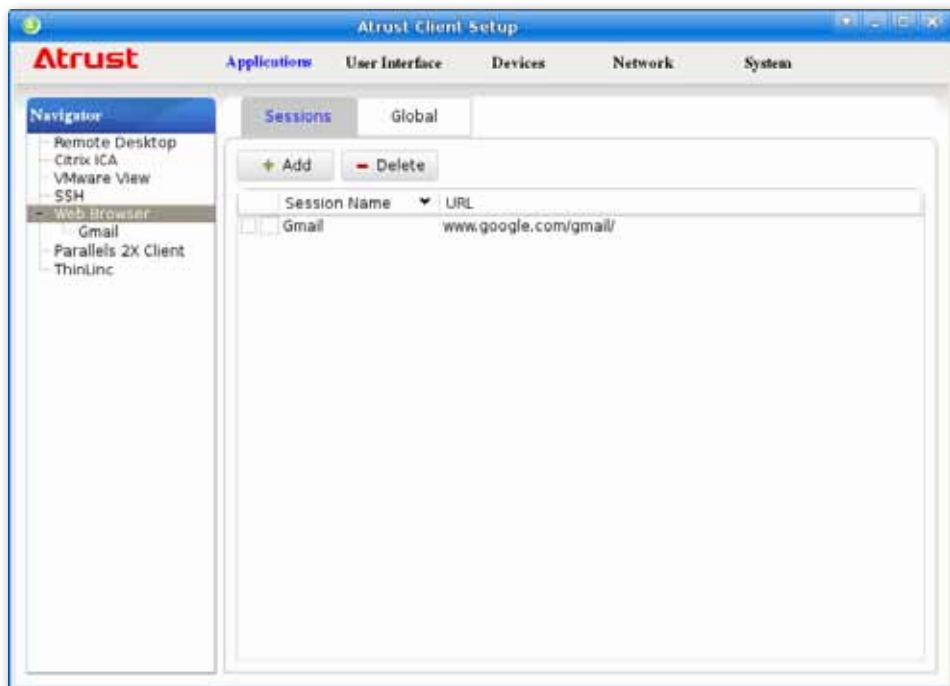 Atrust Client Setup
Atrust
Applications User Interface Devices Network System
Navigator
Remote Desktop
Citrix ICA
VMware View
SSH
Web Browser
Gmail
Parallels 2X Client
ThinLinc
Sessions Global
+ Add - Delete
Session Name URL
Gmail www.google.com/gmail/